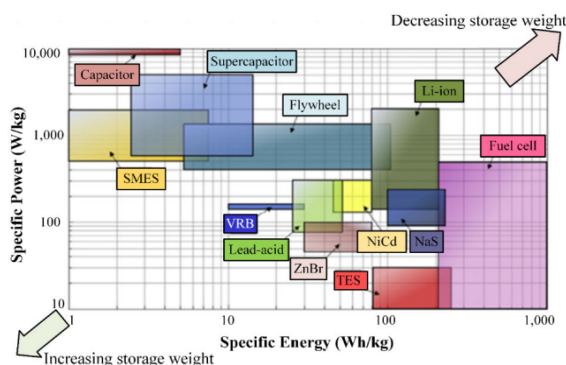 Decreasing storage weight
10,000
Supercapacitor
Capacitor
Li-ion
Flywheel
Specific Power (W/kg)
1,000
Fuel cell
SMES
VRB
100
Lead-acid
NiCd
NaS
ZnBr
TES
10
1
10
100
1,000
Specific Energy (Wh/kg)
Increasing storage weight